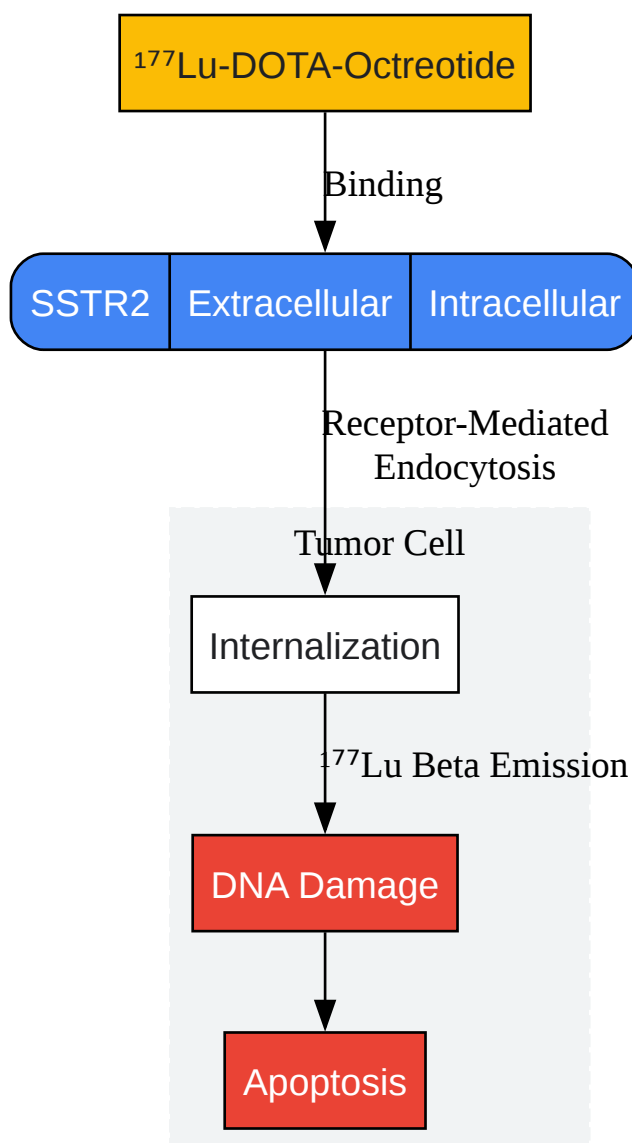 ¹⁷⁷Lu-DOTA-Octreotide
Binding
SSTR2 Extracellular Intracellular
Receptor-Mediated
Endocytosis
Tumor Cell
Internalization
¹⁷⁷Lu Beta Emission
DNA Damage
Apoptosis